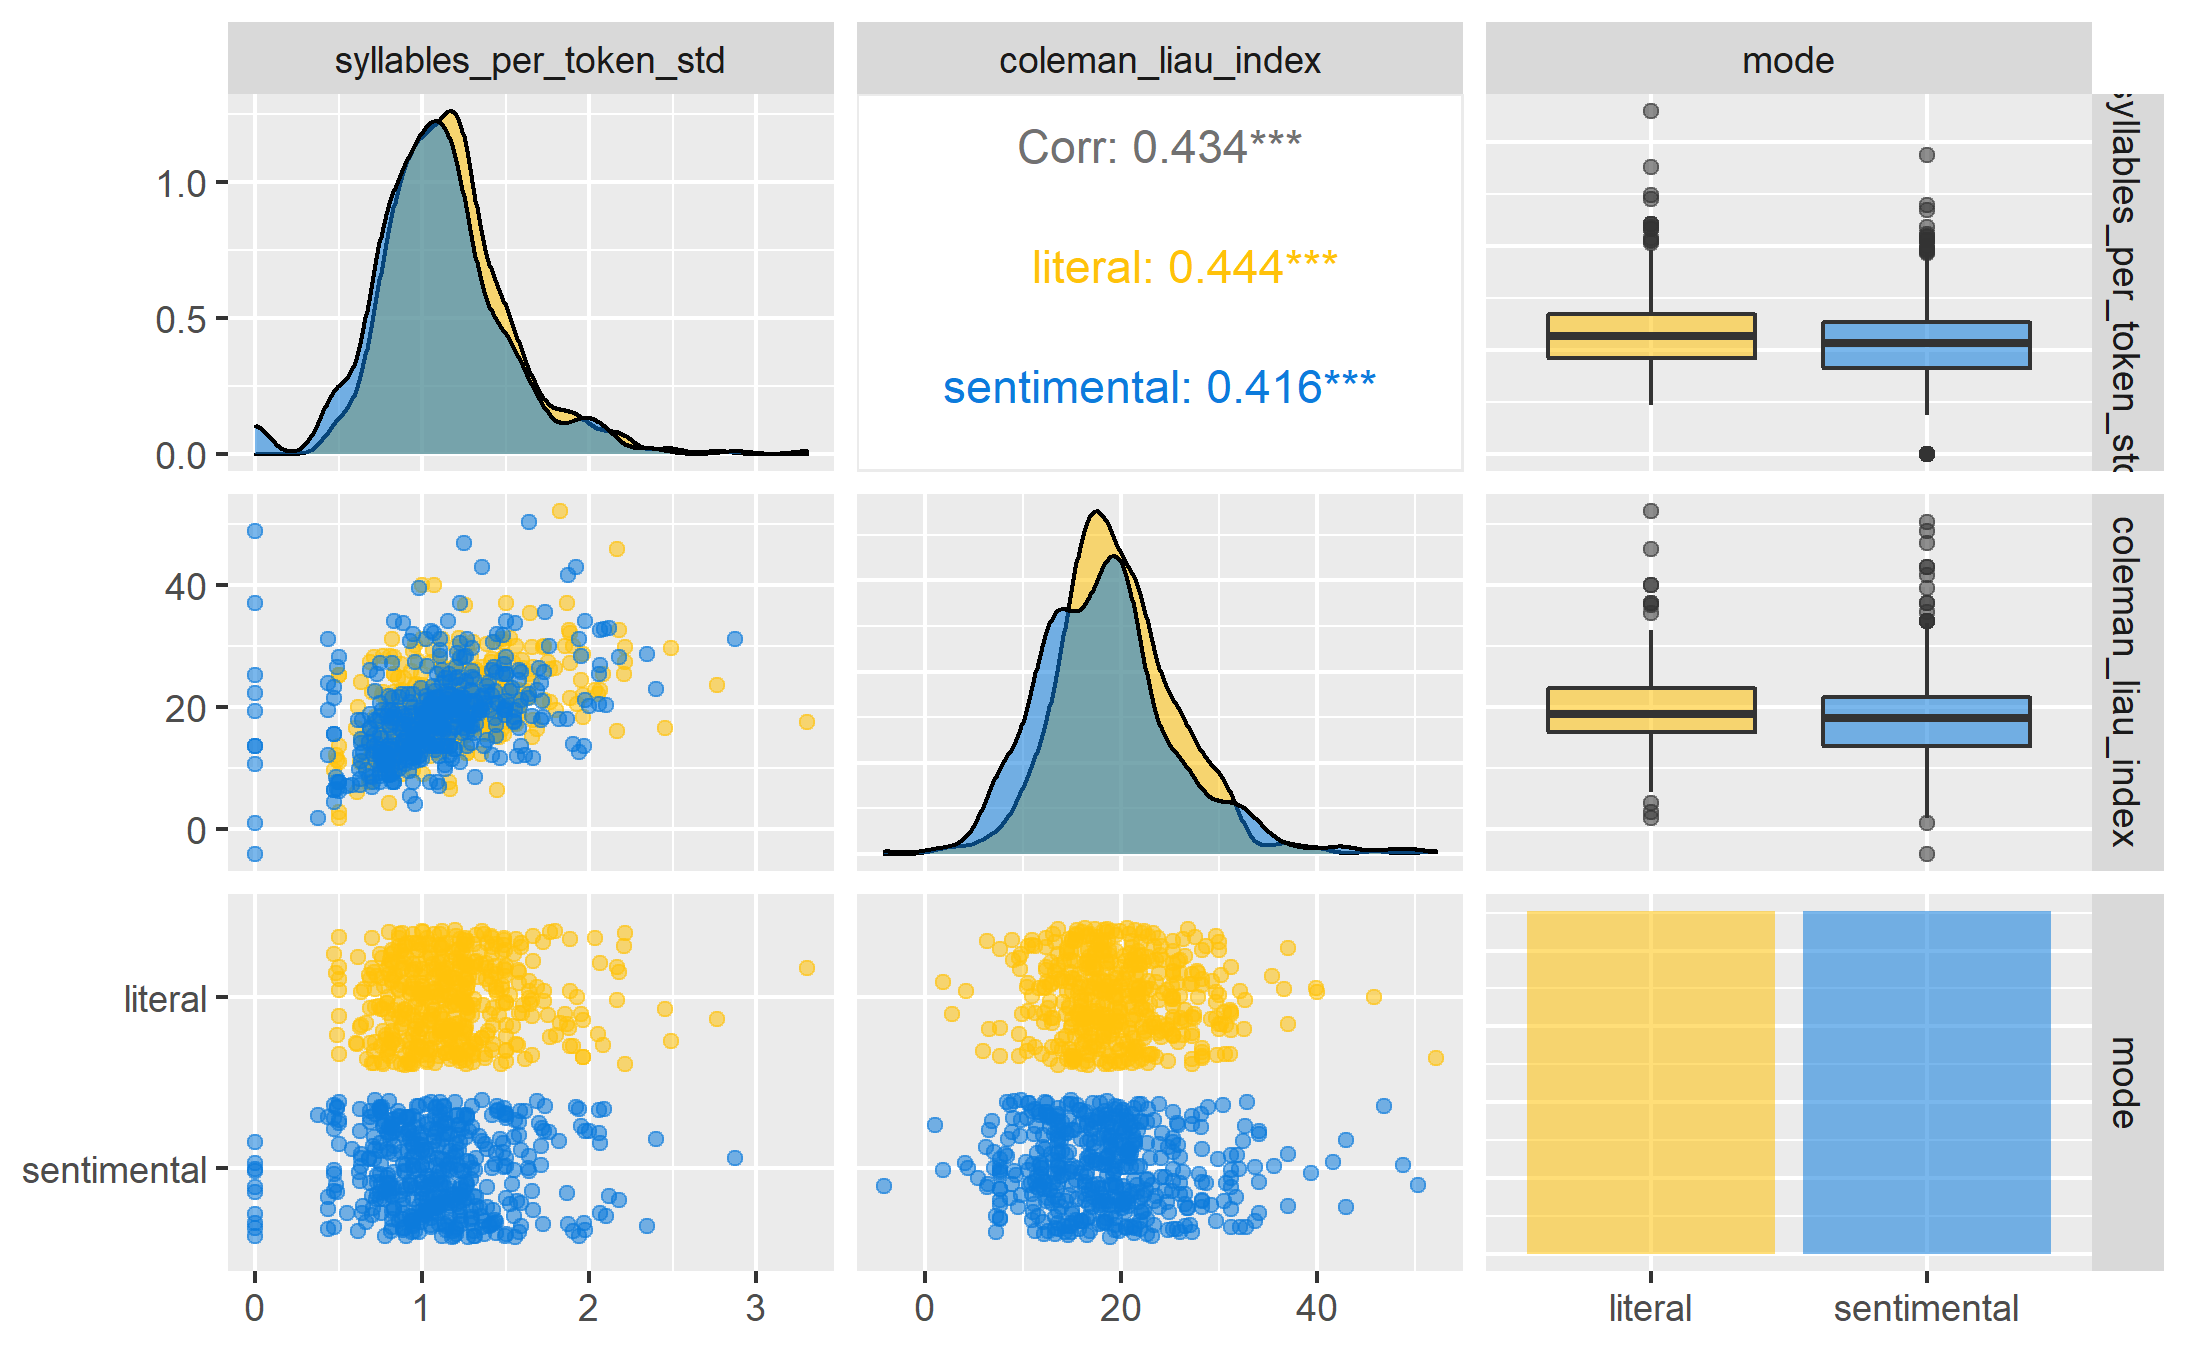 syllables_per_token_std
coleman_liau_index
mode
1.0
0.5
0.0
Corr: 0.434***
literal: 0.444***
sentimental: 0.416***
syllables_per_token_std
40
20
0
coleman_liau_index
literal
sentimental
mode
0
1
2
3
0
20
40
literal
sentimental